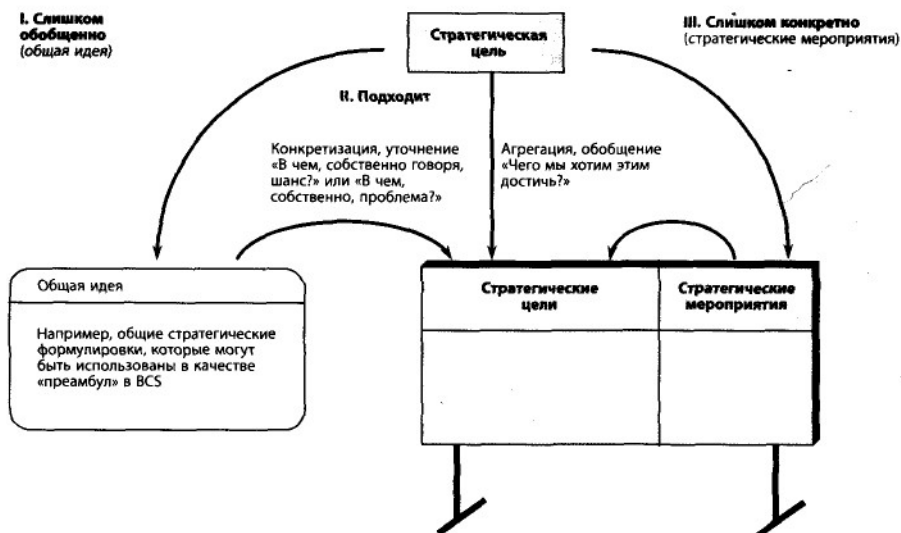 I. Слишком
обобщенно
(общая идея)
Стратегическая
цель
III. Слишком конкретно
(стратегические мероприятия)
II. Подходит
Конкретизация, уточнение
«В чем, собственно говоря,
шанс?» или «В чем,
собственно, проблема?»
Агрегация, обобщение
«Чего мы хотим этим
достичь?»
Общая идея
Например, общие стратегические
формулировки, которые могут
быть использованы в качестве
«преамбул» в BCS
Стратегические
цели
Стратегические
мероприятия